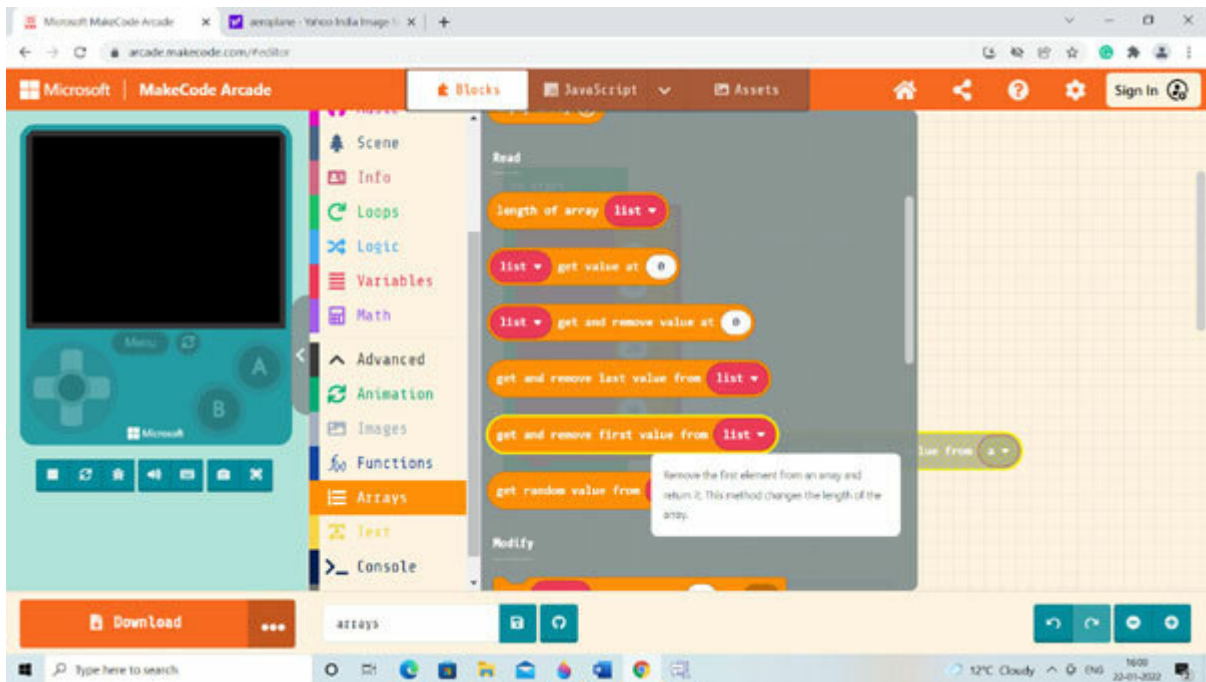 Microsoft MakeCode Arcade
aeroplane - Yahoo India Image
arcade.makecode.com/#editor
Microsoft | MakeCode Arcade
Blocks
JavaScript
Assets
Sign In
Scene
Info
Loops
Logic
Variables
Math
Advanced
Animation
Images
Functions
Arrays
Text
Console
Menu
A
B
Microsoft
Read
length of array list
list get value at 0
list get and remove value at 0
get and remove last value from list
get and remove first value from list
get random value from
Remove the first element from an array and
return it. This method changes the length of the
array.
Modify
from a
Download
arrays
Type here to search
12°C Cloudy
ENG
16:00
22-01-2022